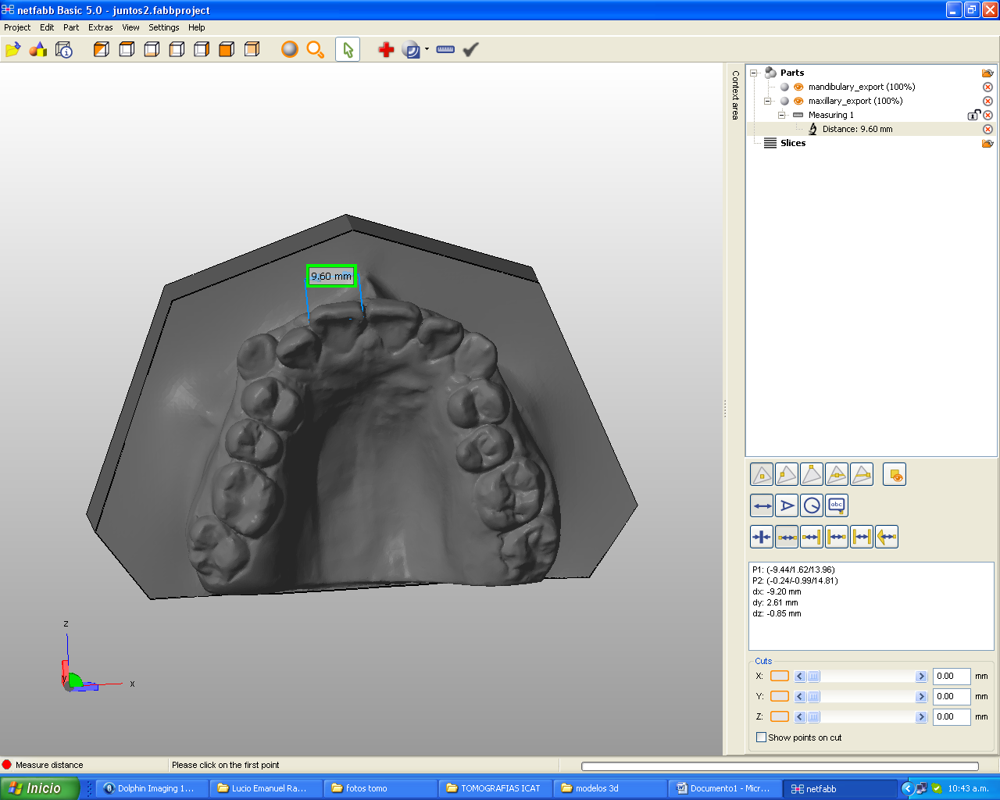 netfabb Basic 5.0 - juntos2.fabbproject
Project Edit Part Extras View Settings Help
Context area
Parts
mandibulary_export (100%)
maxillary_export (100%)
Measuring 1
Distance: 9.60 mm
Slices
9.60 mm
abc
P1: (-9.44/1.62/13.96)
P2: (-0.24/-0.99/14.81)
dx: -9.20 mm
dy: 2.61 mm
dz: -0.85 mm
z
y
x
Cuts
X: 0.00 mm
Y: 0.00 mm
Z: 0.00 mm
Show points on cut
Measure distance Please click on the first point
Inicio Dolphin Imaging 1... Lucio Emanuel Ra... fotos tomo TOMOGRAFIAS ICAT modelos 3d Documento1 - Micr... netfabb 10:43 a.m.